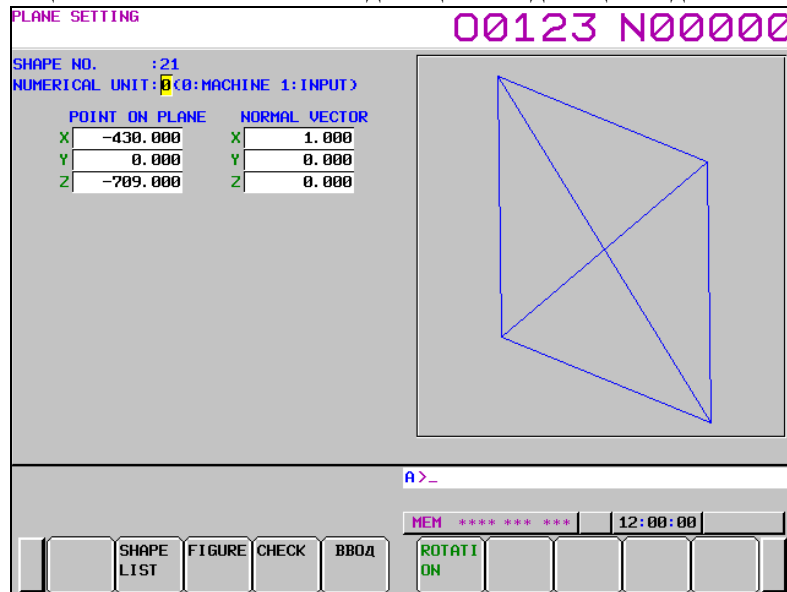 PLANE SETTING
O0123 N00000
SHAPE NO. :21
NUMERICAL UNIT:0(0:MACHINE 1:INPUT)
POINT ON PLANE NORMAL VECTOR
X -430.000 X 1.000
Y 0.000 Y 0.000
Z -709.000 Z 0.000
A>_
MEM **** *** *** 12:00:00
SHAPE LIST FIGURE CHECK ВВОД ROTATION